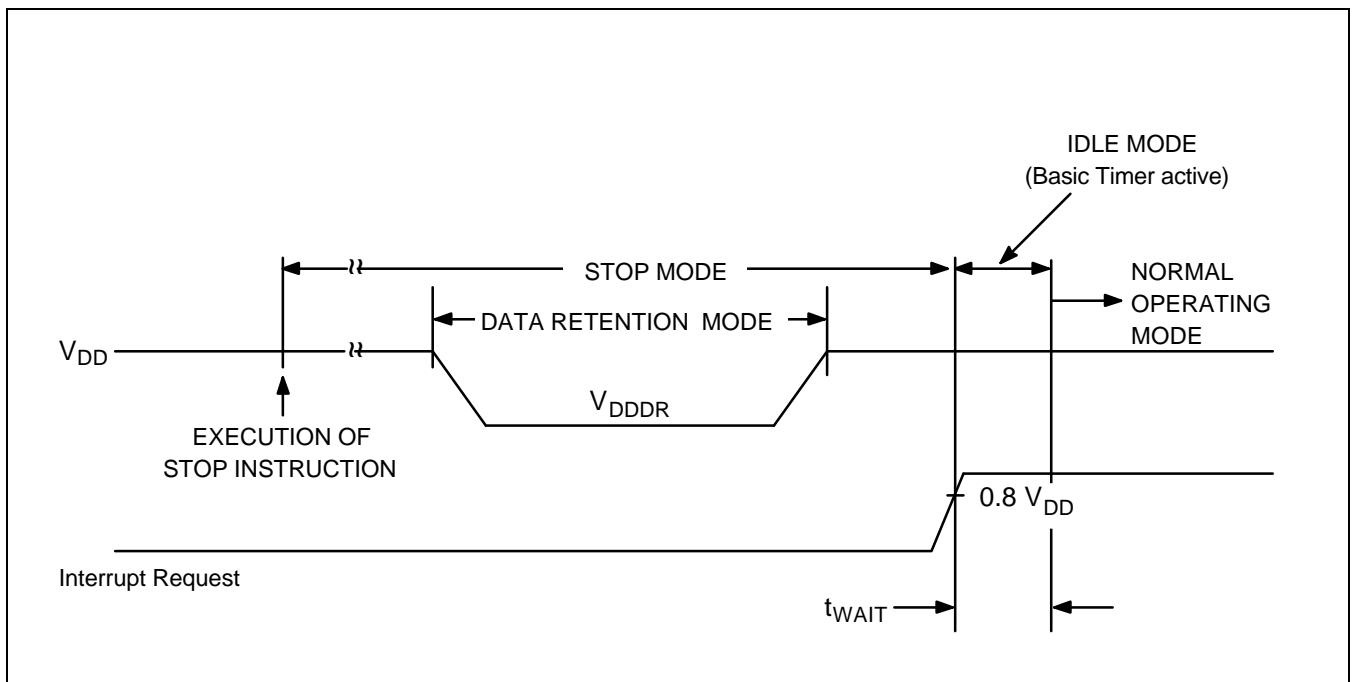 IDLE MODE
(Basic Timer active)
STOP MODE
NORMAL
OPERATING
MODE
DATA RETENTION MODE
VDD
VDDDR
EXECUTION OF
STOP INSTRUCTION
0.8 VDD
Interrupt Request
tWAIT